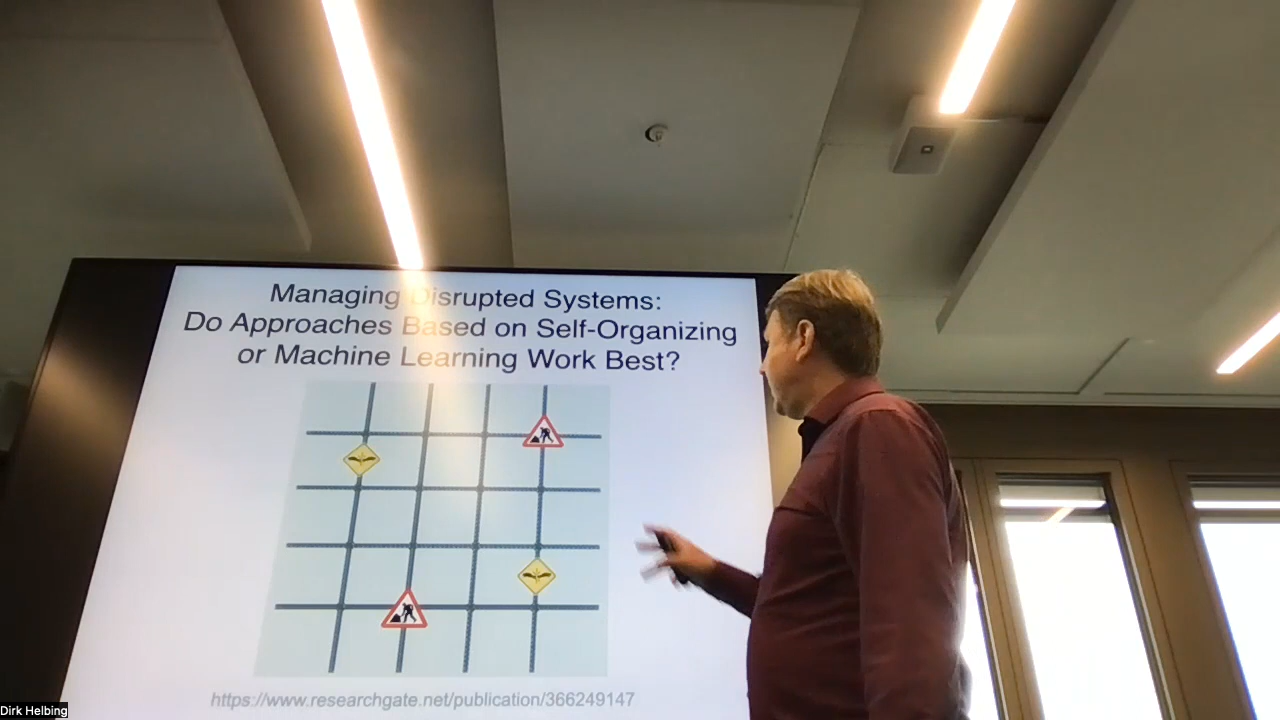 Managing Disrupted Systems:
Do Approaches Based on Self-Organizing
or Machine Learning Work Best?
https://www.researchgate.net/publication/366249147
Dirk Helbing